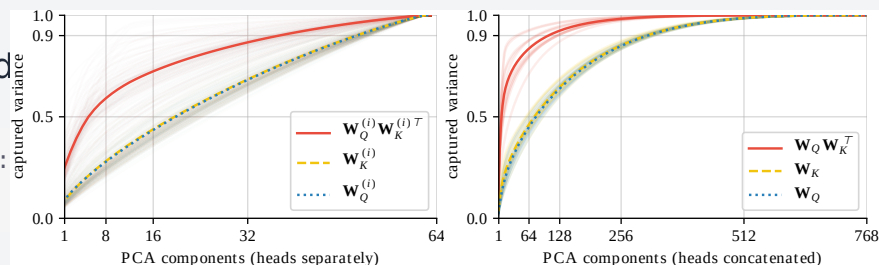 d
:
captured variance
1.0
0.9
0.5
0.0
1 8 16 32 64
PCA components (heads separately)
W_Q^(i) W_K^(i)⊤
W_K^(i)
W_Q^(i)
captured variance
1.0
0.9
0.5
0.0
1 64 128 256 512 768
PCA components (heads concatenated)
W_Q W_K^⊤
W_K
W_Q